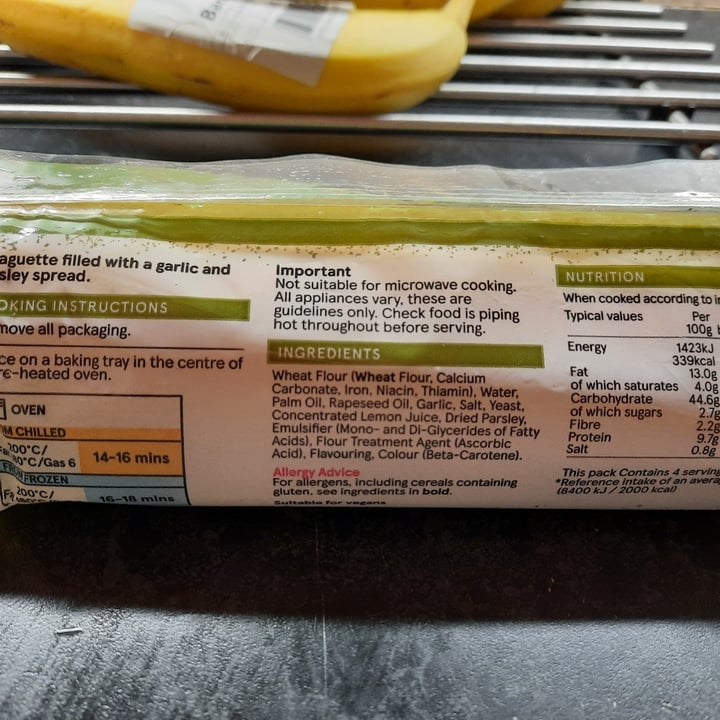 aguette filled with a garlic and
sley spread.
OKING INSTRUCTIONS
move all packaging.
ce on a baking tray in the centre of
re-heated oven.
OVEN
M CHILLED
0°C/Gas 6
14-16 mins
FROZEN
200°C/
16-18 mins
Important
Not suitable for microwave cooking.
All appliances vary, these are
guidelines only. Check food is piping
hot throughout before serving.
INGREDIENTS
Wheat Flour (Wheat Flour, Calcium
Carbonate, Iron, Niacin, Thiamin), Water,
Palm Oil, Rapeseed Oil, Garlic, Salt, Yeast,
Concentrated Lemon Juice, Dried Parsley,
Emulsifier (Mono- and Di-Glycerides of Fatty
Acids), Flour Treatment Agent (Ascorbic
Acid), Flavouring, Colour (Beta-Carotene).
Allergy Advice
For allergens, including cereals containing
gluten, see ingredients in bold.
Suitable for vegans
NUTRITION
When cooked according to in
Typical values Per
100g
Energy 1423kJ
339kcal
Fat 13.0g
of which saturates 4.0g
Carbohydrate 44.6g
of which sugars 2.7g
Fibre 2.2g
Protein 9.7g
Salt 0.8g
This pack Contains 4 serving
*Reference intake of an avera
(8400 kJ / 2000 kcal)